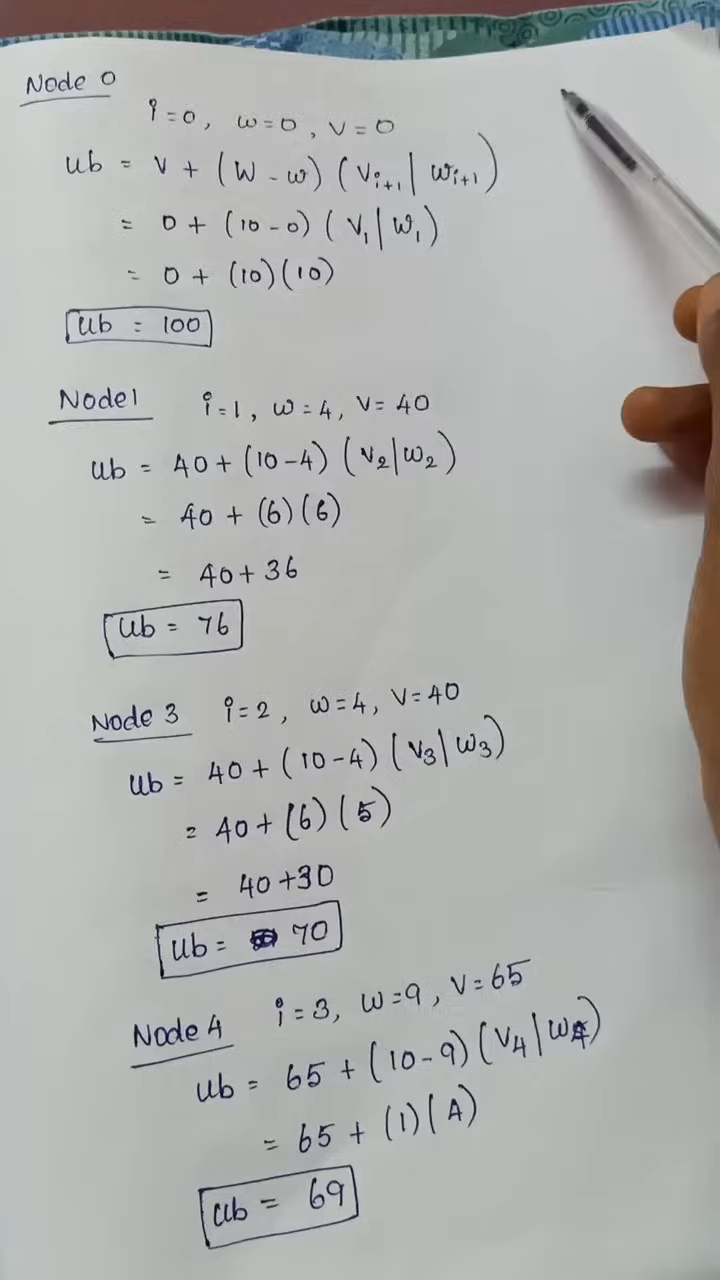 Node 0
i=0, w=0, v=0
ub = v + (W - w) (Vi+1 | wi+1)
= 0 + (10-0) (V1 | W1)
= 0 + (10)(10)
Ub = 100
Node1 i=1, w=4, v=40
ub = 40+(10-4) (V2|W2)
= 40 + (6)(6)
= 40+36
Ub = 76
Node 3 i=2, w=4, v=40
ub = 40+(10-4) (V3|W3)
= 40+(6)(5)
= 40+30
Ub = 70
Node 4 i=3, w=9, v=65
ub = 65 + (10-9) (V4|W4)
= 65 + (1)(4)
ub = 69